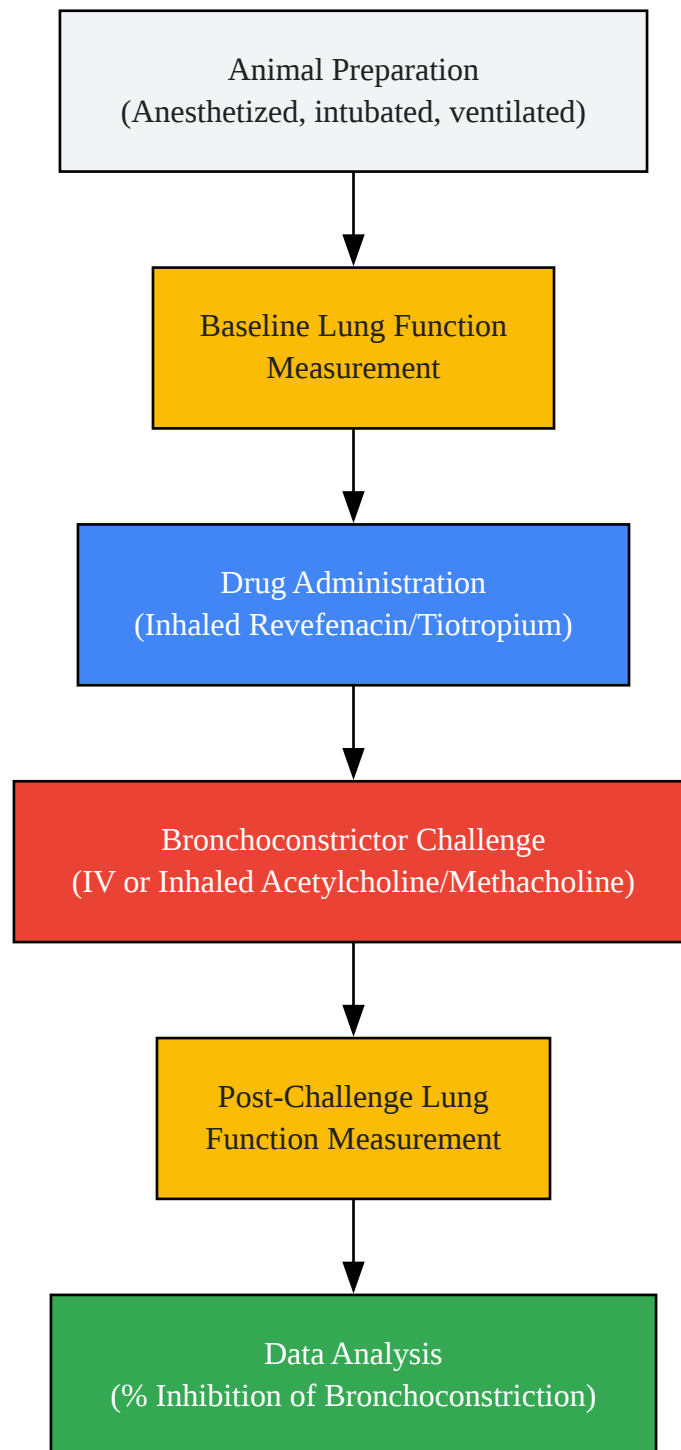 Animal Preparation
(Anesthetized, intubated, ventilated)
Baseline Lung Function
Measurement
Drug Administration
(Inhaled Revefenacin/Tiotropium)
Bronchoconstrictor Challenge
(IV or Inhaled Acetylcholine/Methacholine)
Post-Challenge Lung
Function Measurement
Data Analysis
(% Inhibition of Bronchoconstriction)